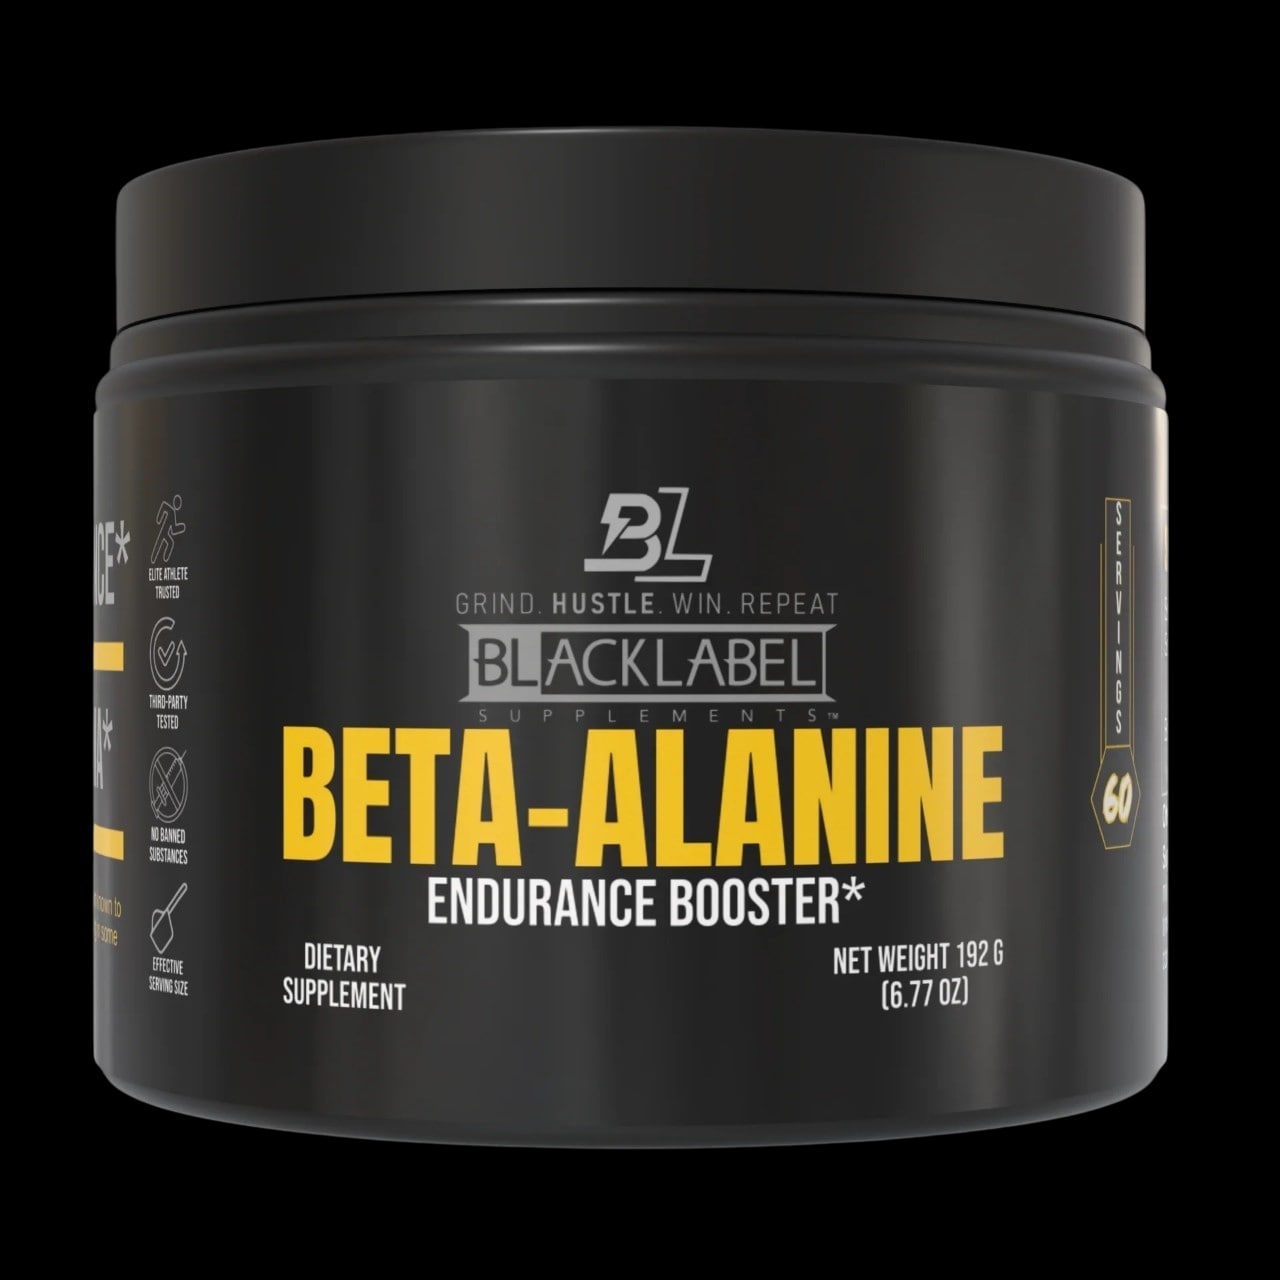 BL
GRIND. HUSTLE. WIN. REPEAT
BLACKLABEL
SUPPLEMENTS™
BETA-ALANINE
ENDURANCE BOOSTER*
DIETARY
SUPPLEMENT
NET WEIGHT 192 G
(6.77 OZ)
ELITE ATHLETE
TRUSTED
THIRD-PARTY
TESTED
NO BANNED
SUBSTANCES
EFFECTIVE
SERVING SIZE
SERVINGS
60